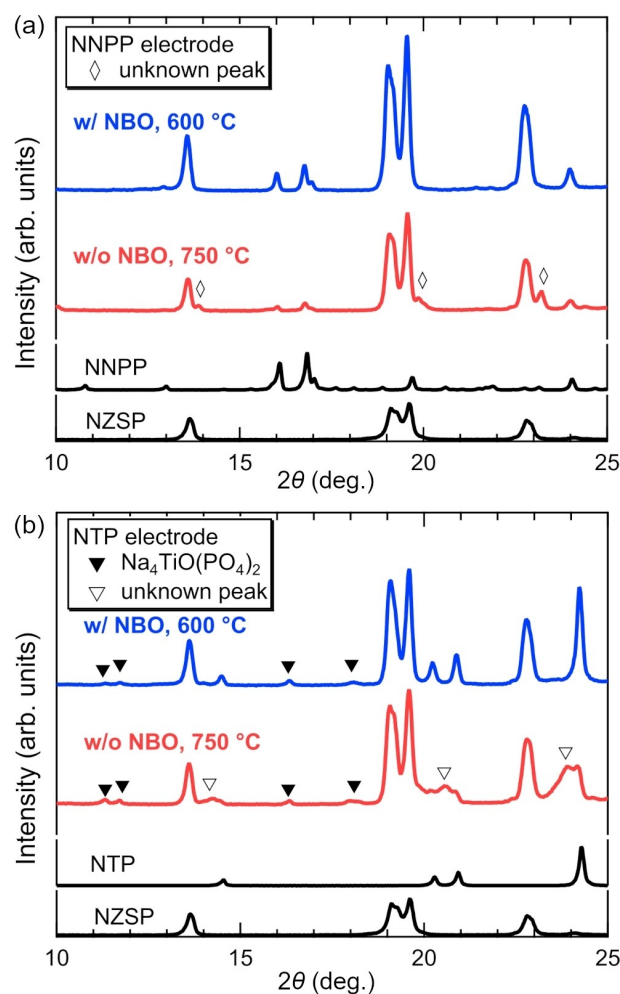 (a)
NNPP electrode
◊ unknown peak
w/ NBO, 600 °C
w/o NBO, 750 °C
◊
◊
◊
NNPP
NZSP
Intensity (arb. units)
10
15
20
25
2θ (deg.)
(b)
NTP electrode
▼ Na₄TiO(PO₄)₂
▽ unknown peak
w/ NBO, 600 °C
w/o NBO, 750 °C
NTP
NZSP
Intensity (arb. units)
10
15
20
25
2θ (deg.)